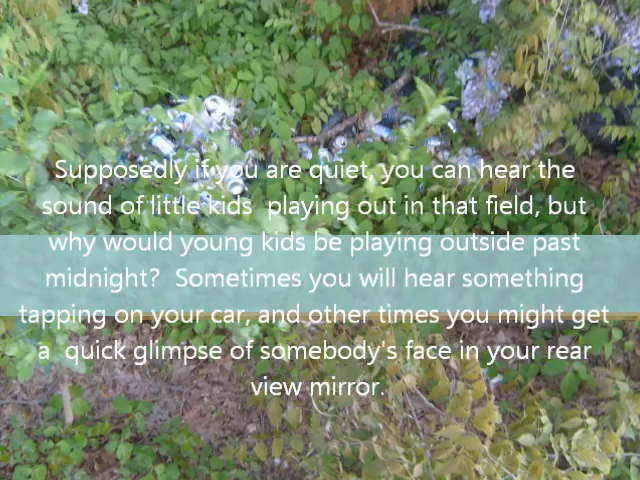 Supposedly if you are quiet, you can hear the
sound of little kids  playing out in that field, but
why would young kids be playing outside past
midnight?  Sometimes you will hear something
tapping on your car, and other times you might get
a  quick glimpse of somebody's face in your rear
view mirror.